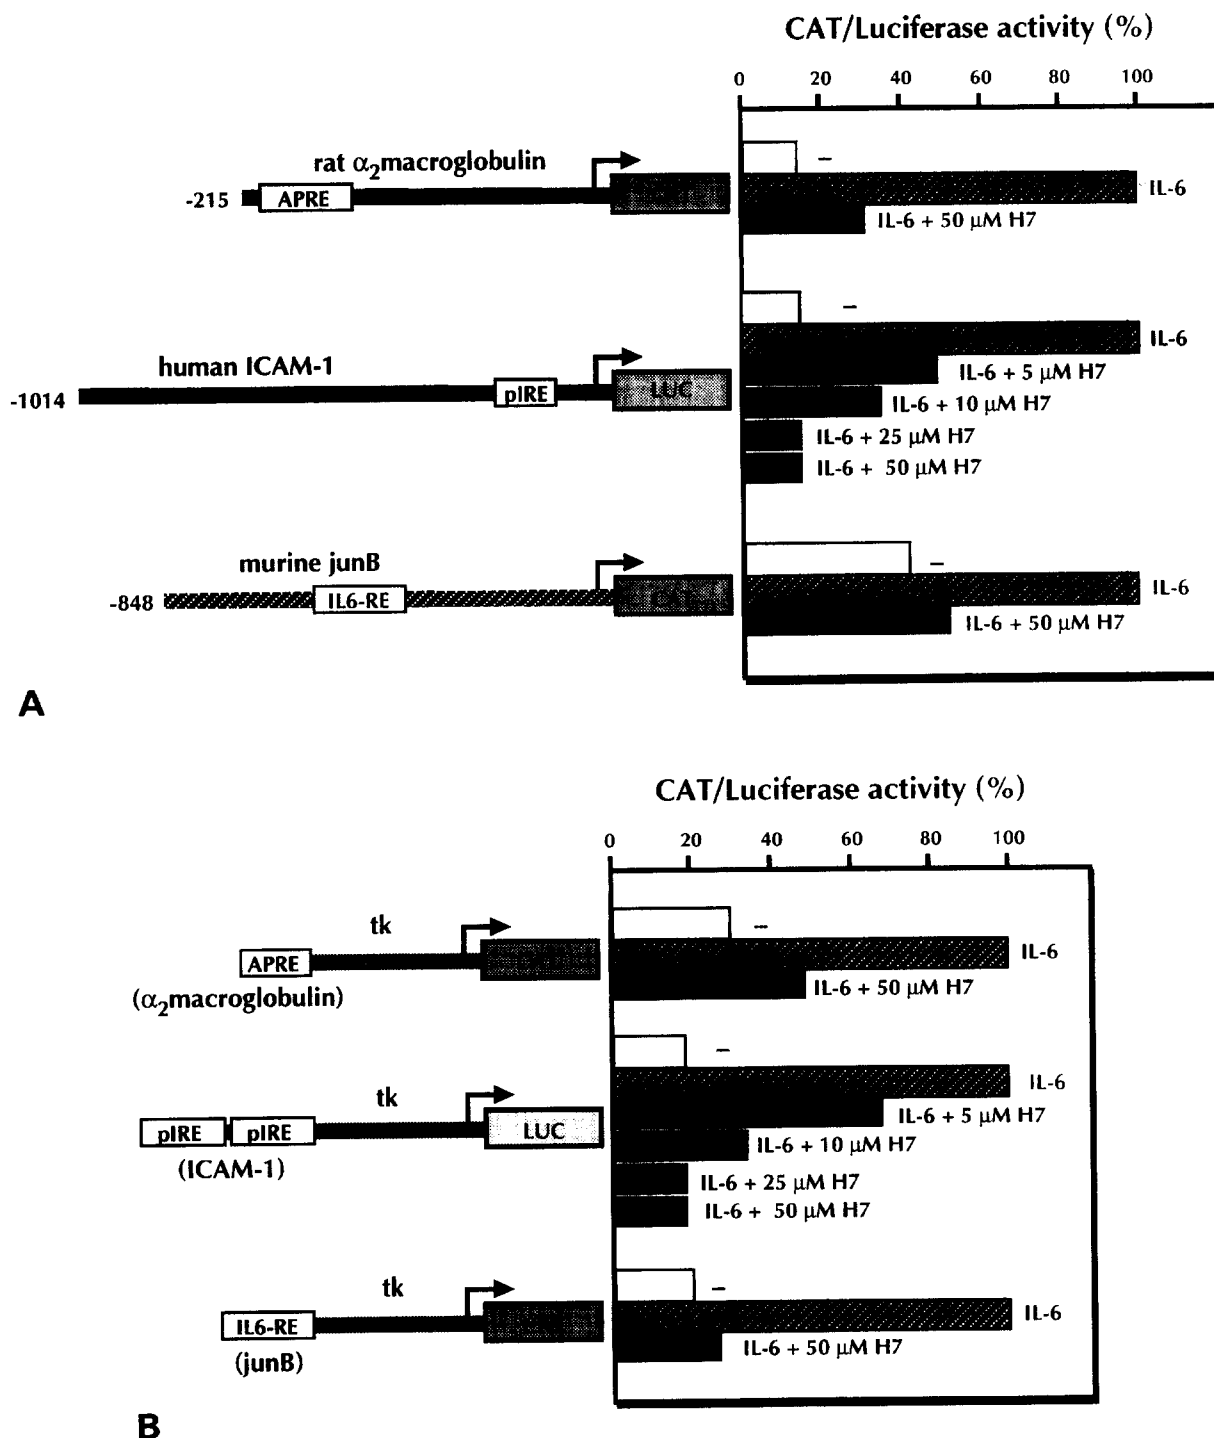 CAT/Luciferase activity (%)
0 20 40 60 80 100
rat α2macroglobulin
-215 APRE
–
IL-6
IL-6 + 50 μM H7
human ICAM-1
-1014 pIRE LUC
–
IL-6
IL-6 + 5 μM H7
IL-6 + 10 μM H7
IL-6 + 25 μM H7
IL-6 + 50 μM H7
murine junB
-848 IL6-RE
–
IL-6
IL-6 + 50 μM H7
A
CAT/Luciferase activity (%)
0 20 40 60 80 100
tk
APRE
(α2macroglobulin)
–
IL-6
IL-6 + 50 μM H7
tk
pIRE pIRE LUC
(ICAM-1)
–
IL-6
IL-6 + 5 μM H7
IL-6 + 10 μM H7
IL-6 + 25 μM H7
IL-6 + 50 μM H7
tk
IL6-RE
(junB)
–
IL-6
IL-6 + 50 μM H7
B